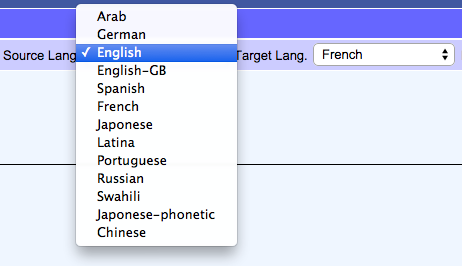 Arab
German
Source Lang
✓ English
Target Lang.
French
English-GB
Spanish
French
Japonese
Latina
Portuguese
Russian
Swahili
Japonese-phonetic
Chinese